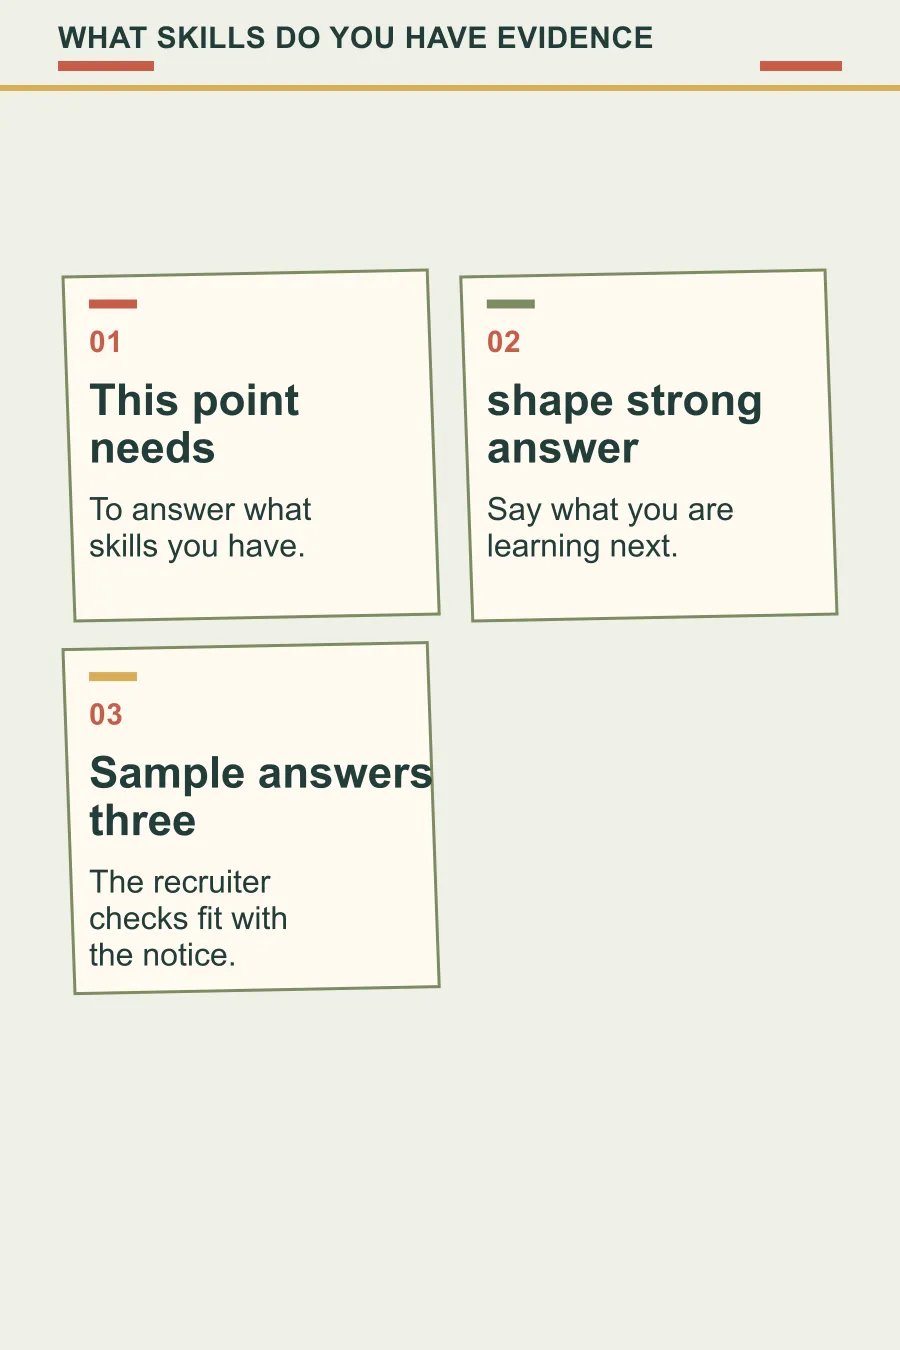 WHAT SKILLS DO YOU HAVE EVIDENCE
01
This point
needs
To answer what
skills you have.
02
shape strong
answer
Say what you are
learning next.
03
Sample answers
three
The recruiter
checks fit with
the notice.